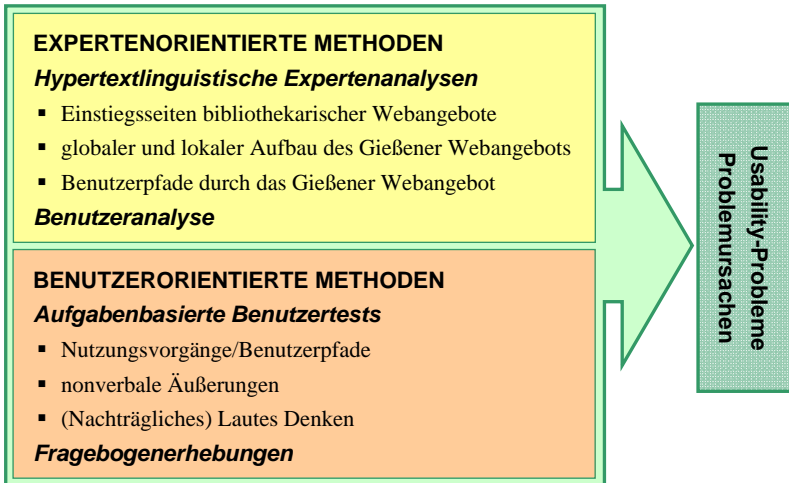 EXPERTENORIENTIERTE METHODEN
Hypertextlinguistische Expertenanalysen
▪ Einstiegsseiten bibliothekarischer Webangebote
▪ globaler und lokaler Aufbau des Gießener Webangebots
▪ Benutzerpfade durch das Gießener Webangebot
Benutzeranalyse
BENUTZERORIENTIERTE METHODEN
Aufgabenbasierte Benutzertests
▪ Nutzungsvorgänge/Benutzerpfade
▪ nonverbale Äußerungen
▪ (Nachträgliches) Lautes Denken
Fragebogenerhebungen
Usability-Probleme
Problemursachen